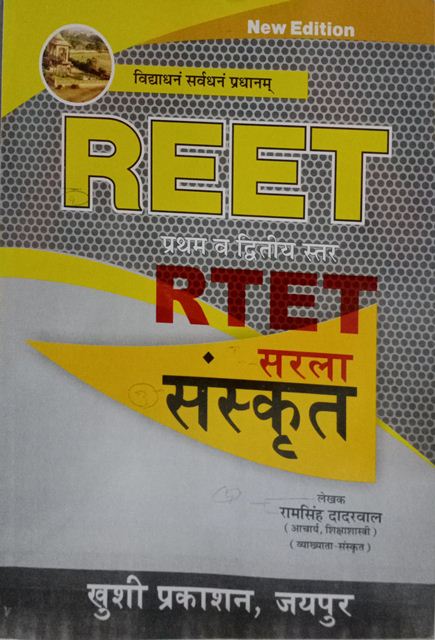 New Edition
विद्याधनं सर्वधनं प्रधानम्
REET
प्रथम व द्वितीय स्तर
RTET
सरला
संस्कृत
लेखक
रामसिंह दादरवाल
(आचार्य, शिक्षाशास्त्री)
(व्याख्याता-संस्कृत)
खुशी प्रकाशन, जयपुर